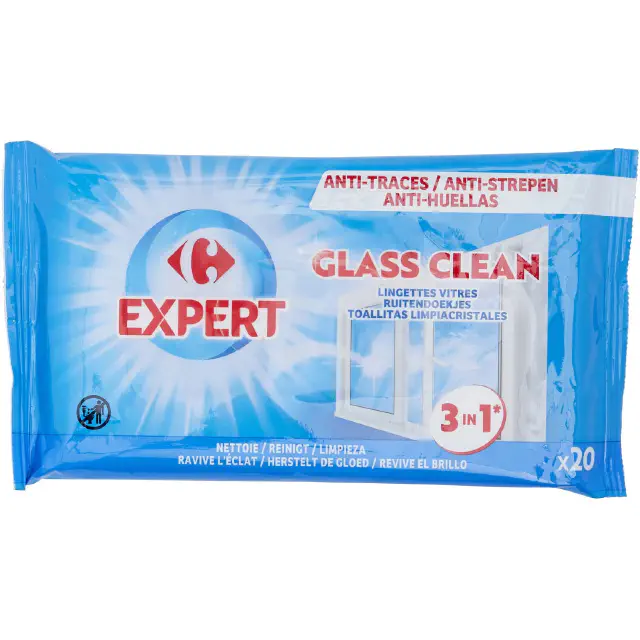 ANTI-TRACES / ANTI-STREPEN
ANTI-HUELLAS
EXPERT
GLASS CLEAN
LINGETTES VITRES
RUITENDOEKJES
TOALLITAS LIMPIACRISTALES
3 IN 1*
NETTOIE / REINIGT / LIMPIEZA
RAVIVE L'ÉCLAT / HERSTELT DE GLOED / REVIVE EL BRILLO
x20